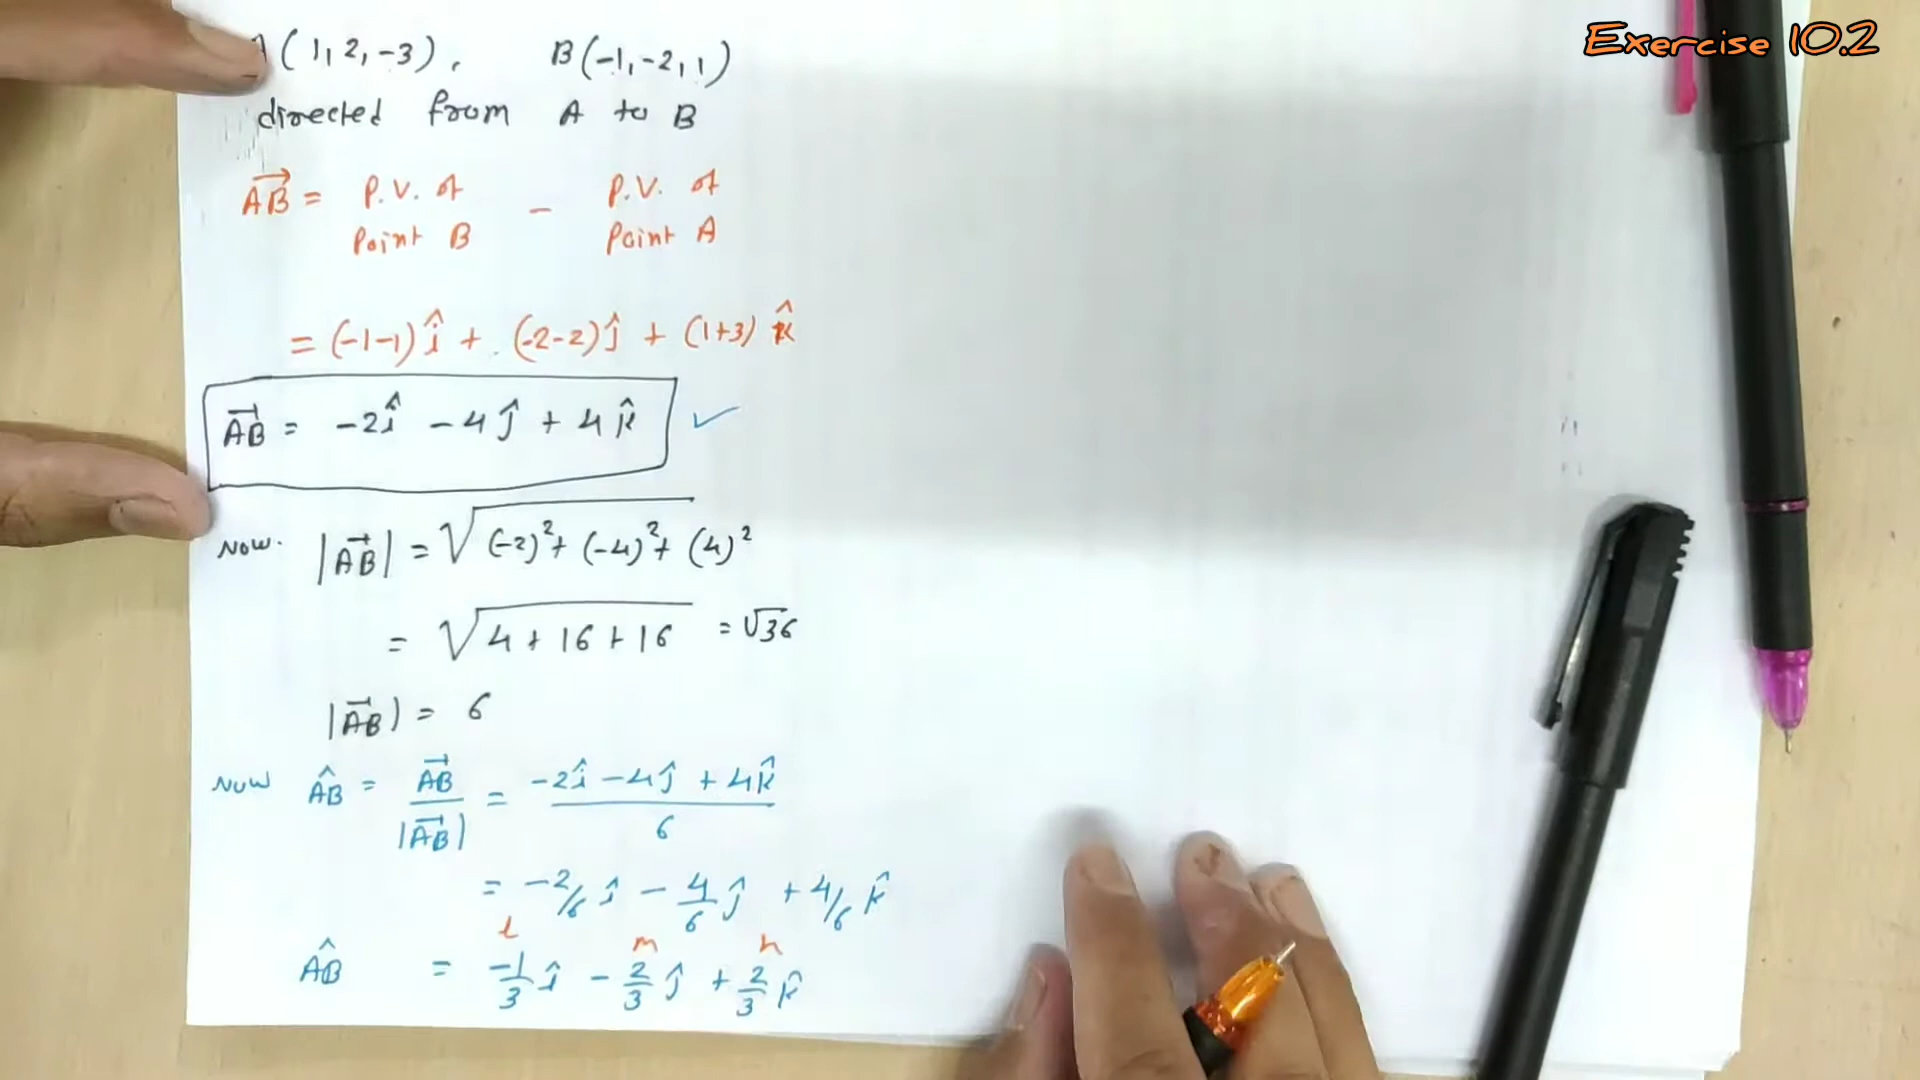 Exercise 10.2
A (1, 2, -3), B(-1, -2, 1)
directed from A to B
→AB = P.V. of Point B - P.V. of Point A
= (-1-1) î + (-2-2) ĵ + (1+3) k̂
→AB = -2î - 4ĵ + 4k̂ ✓
Now. |→AB| = √(-2)² + (-4)² + (4)²
= √4 + 16 + 16 = √36
|→AB| = 6
Now ÂB = →AB / |→AB| = -2î - 4ĵ + 4k̂ / 6
= -2/6 î - 4/6 ĵ + 4/6 k̂
l m n
ÂB = -1/3 î - 2/3 ĵ + 2/3 k̂